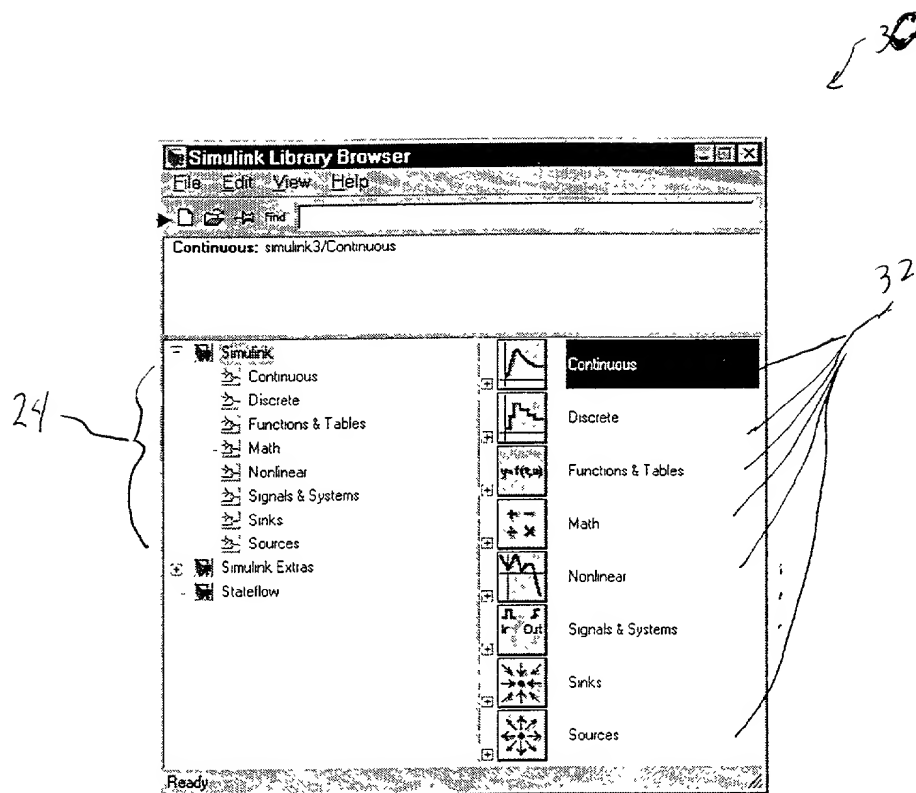 30
Simulink Library Browser
File Edit View Help
Find
Continuous: simulink3/Continuous
32
24
Simulink
Continuous
Discrete
Functions & Tables
Math
Nonlinear
Signals & Systems
Sinks
Sources
Simulink Extras
Stateflow
Continuous
Discrete
y=f(t,u)
Functions & Tables
Math
Nonlinear
In Out
Signals & Systems
Sinks
Sources
Ready